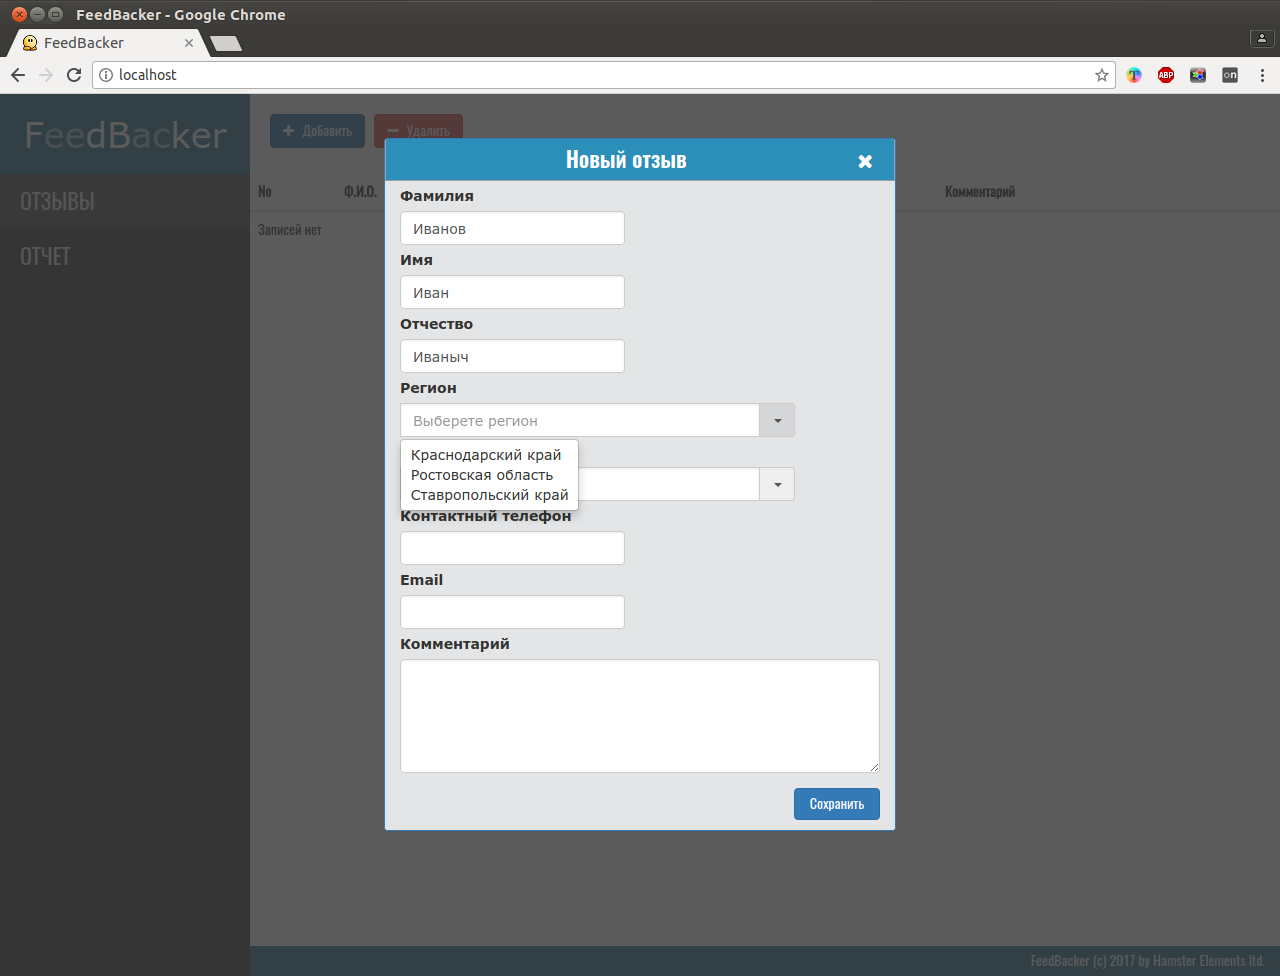 FeedBacker - Google Chrome
FeedBacker
localhost
ABP
on
FeedBacker
Добавить
Удалить
ОТЗЫВЫ
ОТЧЕТ
No Ф.И.О. Комментарий
Записей нет
Новый отзыв
Фамилия
Иванов
Имя
Иван
Отчество
Иваныч
Регион
Выберете регион
Краснодарский край
Ростовская область
Ставропольский край
Контактный телефон
Email
Комментарий
Сохранить
FeedBacker (c) 2017 by Hamster Elements ltd.